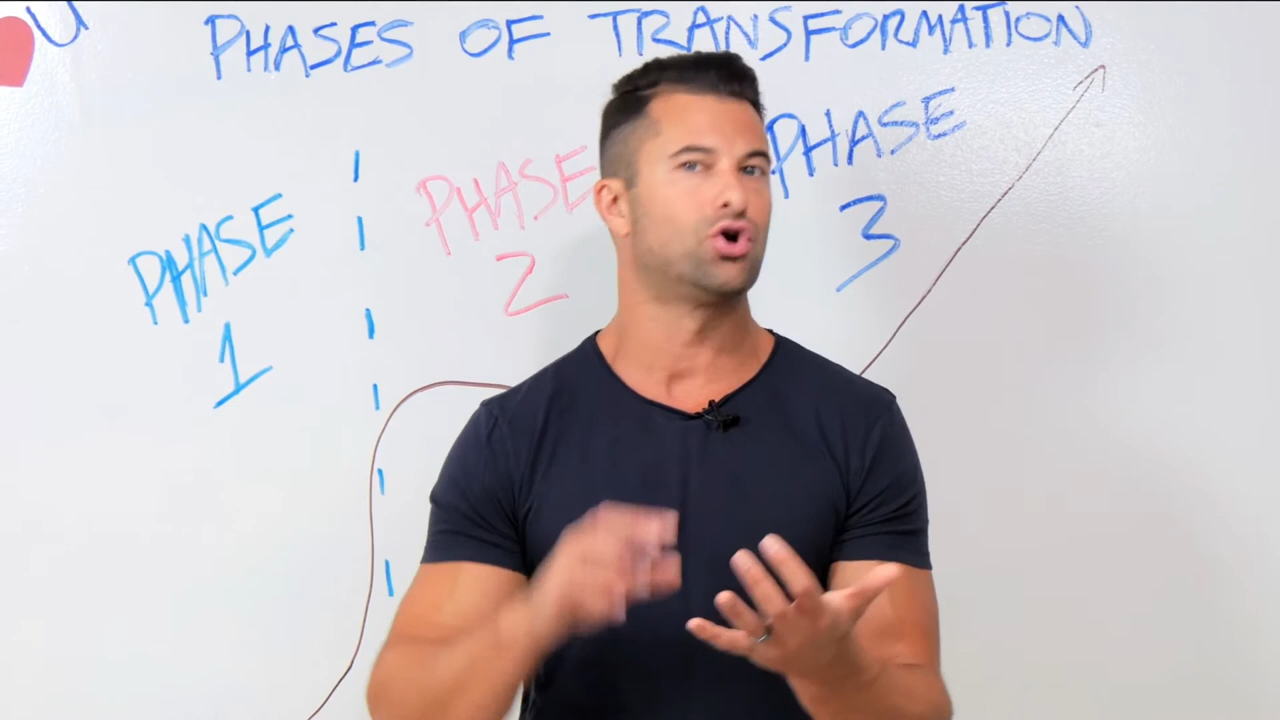 U
PHASES OF TRANSFORMATION
PHASE
1
PHASE
2
PHASE
3